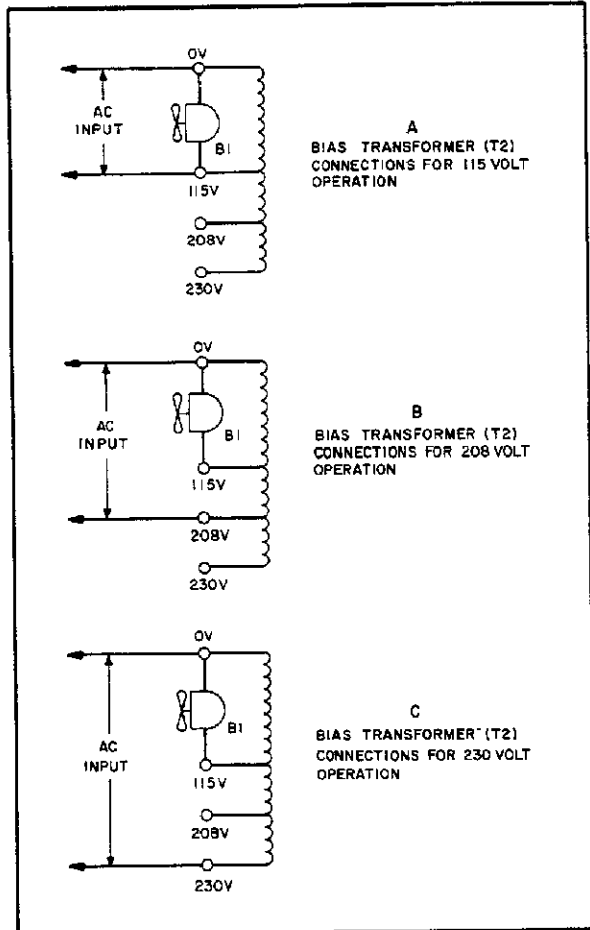 0V
AC
INPUT
B1
115V
208V
230V
A
BIAS TRANSFORMER (T2)
CONNECTIONS FOR 115 VOLT
OPERATION
0V
AC
INPUT
B1
115V
208V
230V
B
BIAS TRANSFORMER (T2)
CONNECTIONS FOR 208 VOLT
OPERATION
0V
AC
INPUT
B1
115V
208V
230V
C
BIAS TRANSFORMER (T2)
CONNECTIONS FOR 230 VOLT
OPERATION